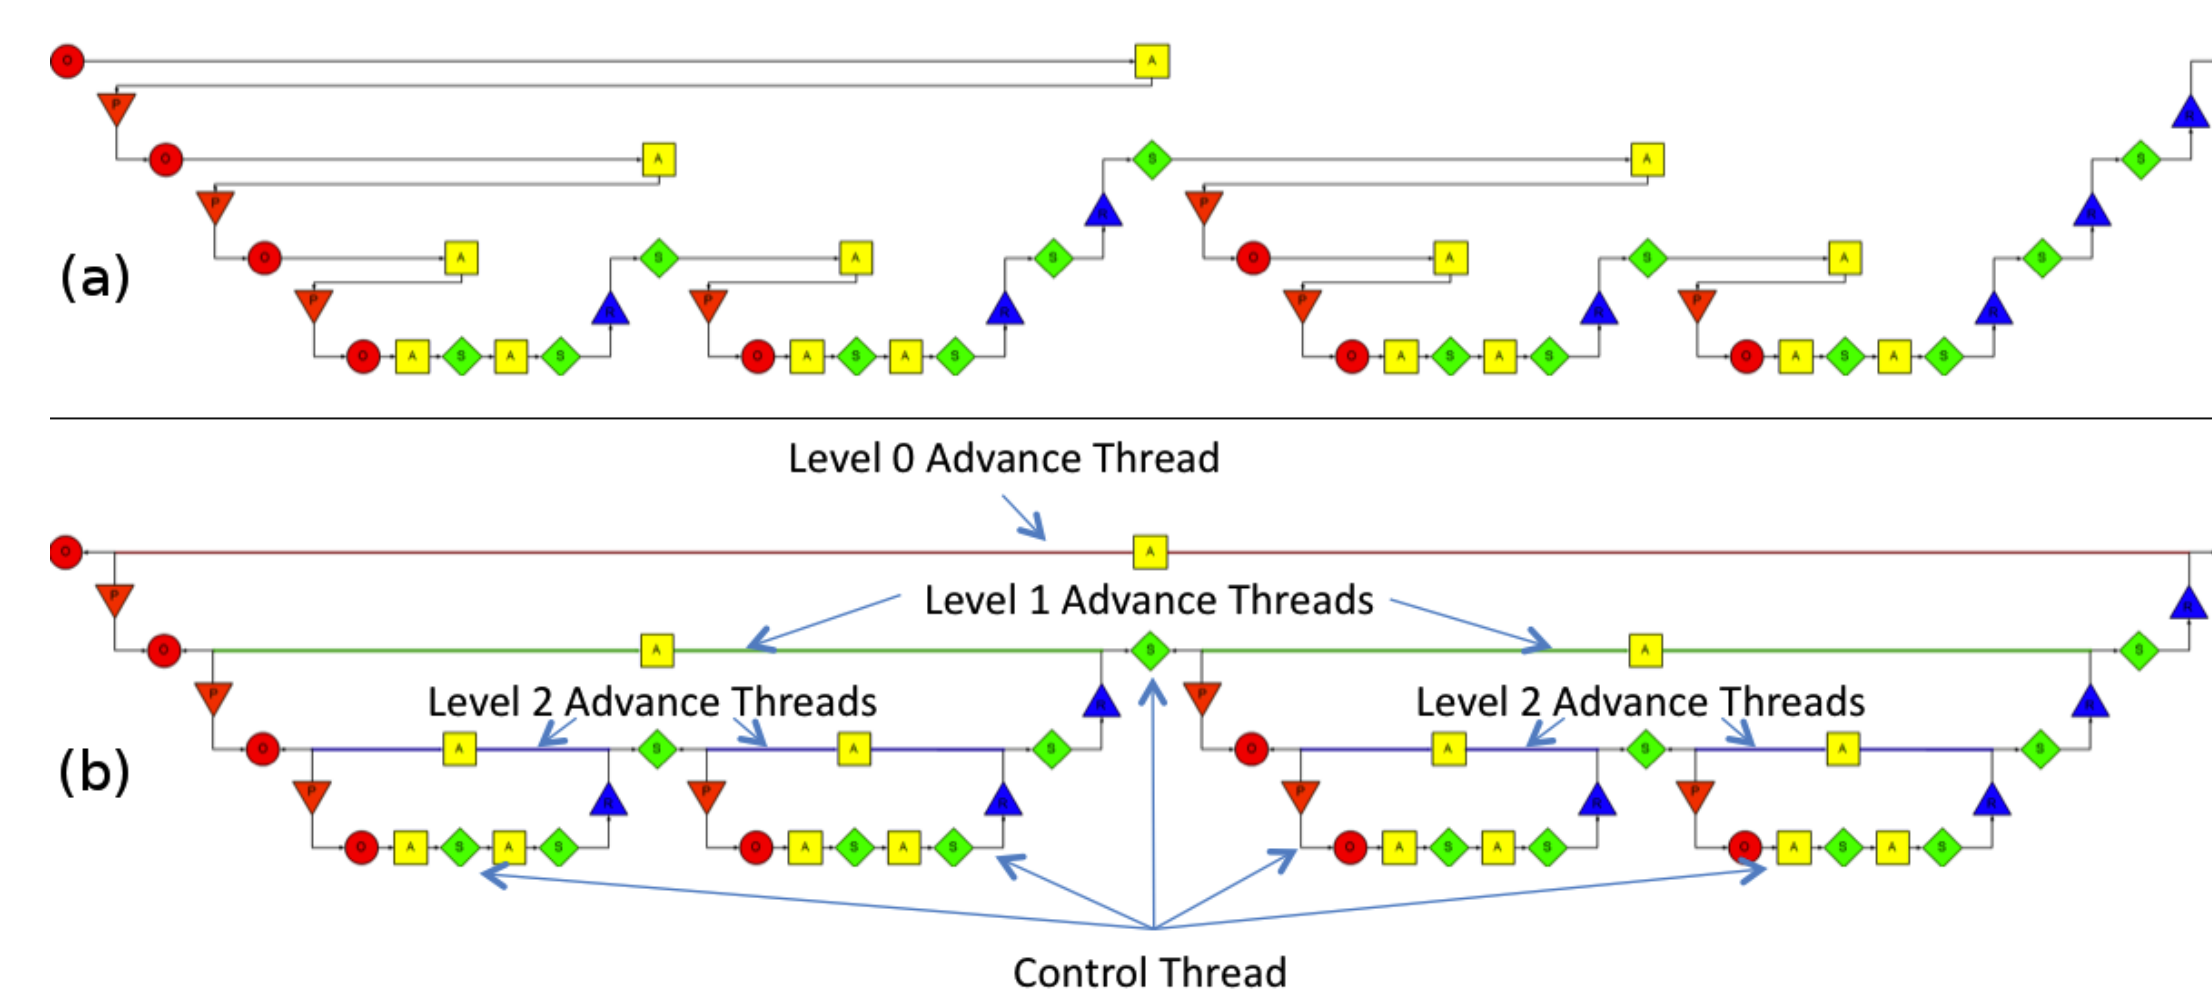 O A
P R
O A S A S
P R P R
O A S A S O A S A
(a) P R P R P R P R
O A S A S O A S A S O A S A S O A S A S
Level 0 Advance Thread
O A
P Level 1 Advance Threads R
O A S A S
P Level 2 Advance Threads R P Level 2 Advance Threads R
(b) O A S A S O A S A S
P R P R P R P R
O A S A S O A S A S O A S A S O A S A S
Control Thread